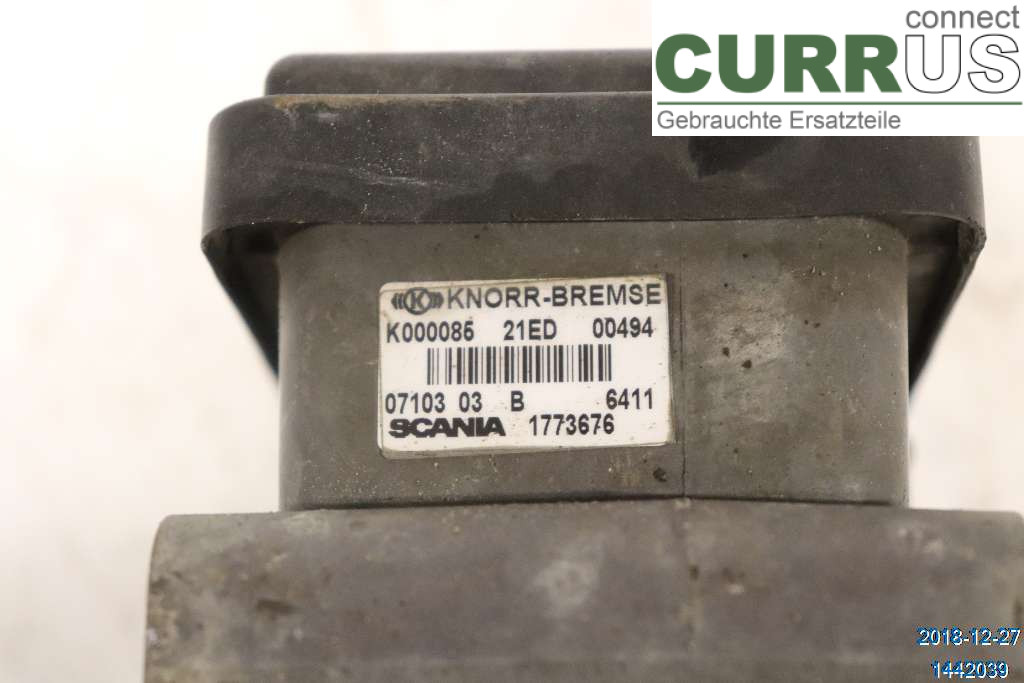 connect
CURRUS
Gebrauchte Ersatzteile
K KNORR-BREMSE
K000085 21ED 00494
07103 03 B 6411
SCANIA 1773676
2018-12-27
1442039